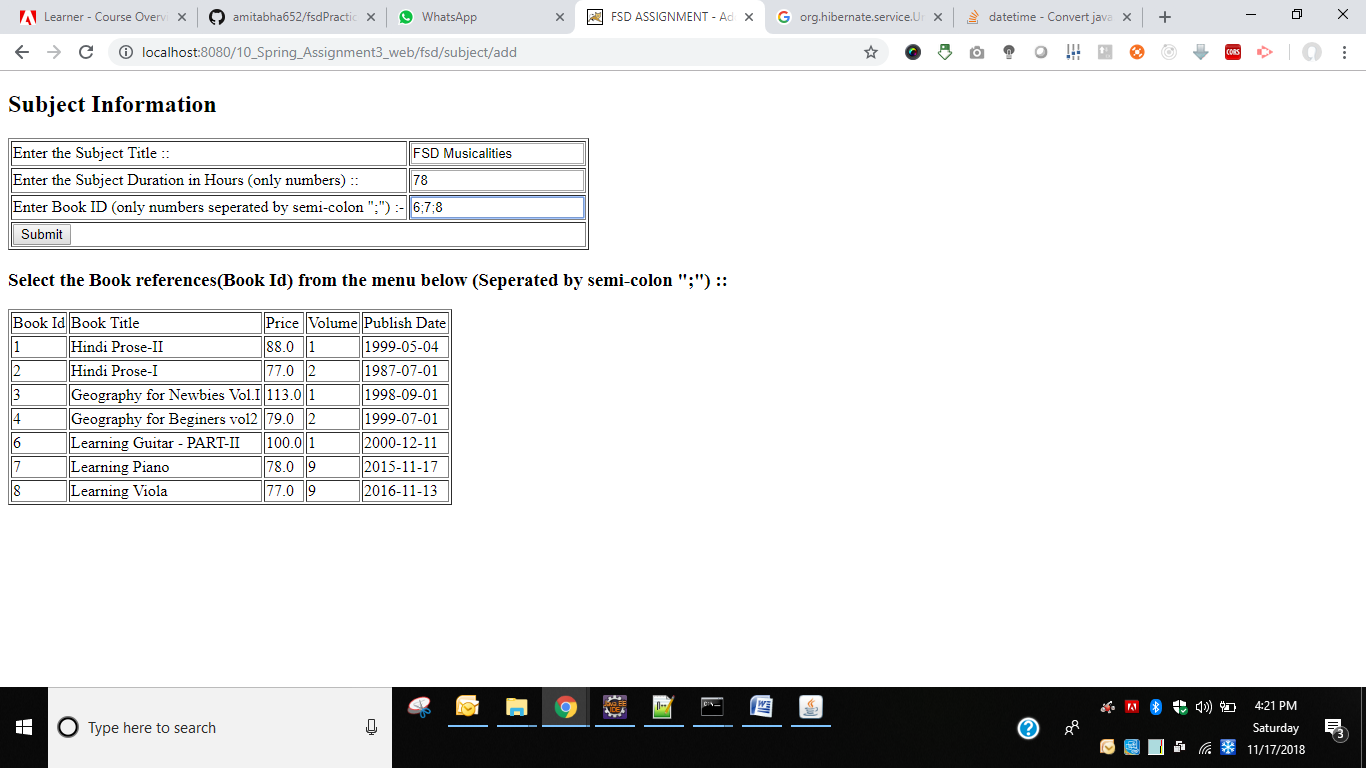 Learner - Course Overv
amitabha652/fsdPractic
WhatsApp
FSD ASSIGNMENT - Ad
org.hibernate.service.Un
datetime - Convert java
localhost:8080/10_Spring_Assignment3_web/fsd/subject/add
CORS
Subject Information
Enter the Subject Title :: FSD Musicalities
Enter the Subject Duration in Hours (only numbers) :: 78
Enter Book ID (only numbers seperated by semi-colon ";") :- 6;7;8
Submit
Select the Book references(Book Id) from the menu below (Seperated by semi-colon ";") ::
Book Id Book Title Price Volume Publish Date
1 Hindi Prose-II 88.0 1 1999-05-04
2 Hindi Prose-I 77.0 2 1987-07-01
3 Geography for Newbies Vol.I 113.0 1 1998-09-01
4 Geography for Beginers vol2 79.0 2 1999-07-01
6 Learning Guitar - PART-II 100.0 1 2000-12-11
7 Learning Piano 78.0 9 2015-11-17
8 Learning Viola 77.0 9 2016-11-13
Type here to search
4:21 PM
Saturday
11/17/2018
3